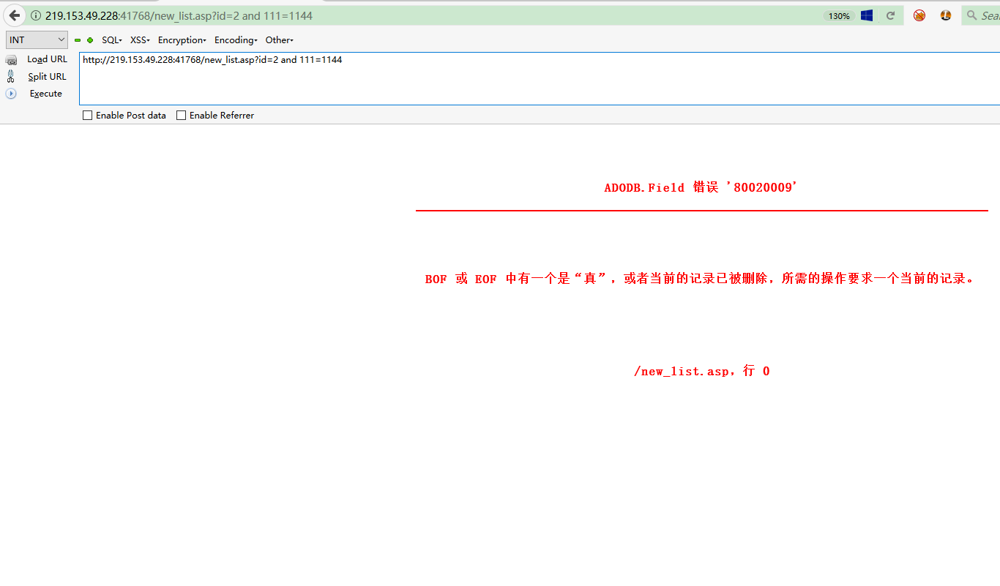 219.153.49.228:41768/new_list.asp?id=2 and 111=1144
130%
INT
SQL
XSS
Encryption
Encoding
Other
Load URL
http://219.153.49.228:41768/new_list.asp?id=2 and 111=1144
Split URL
Execute
Enable Post data
Enable Referrer
ADODB.Field 错误 '80020009'
BOF 或 EOF 中有一个是“真”，或者当前的记录已被删除，所需的操作要求一个当前的记录。
/new_list.asp，行 0